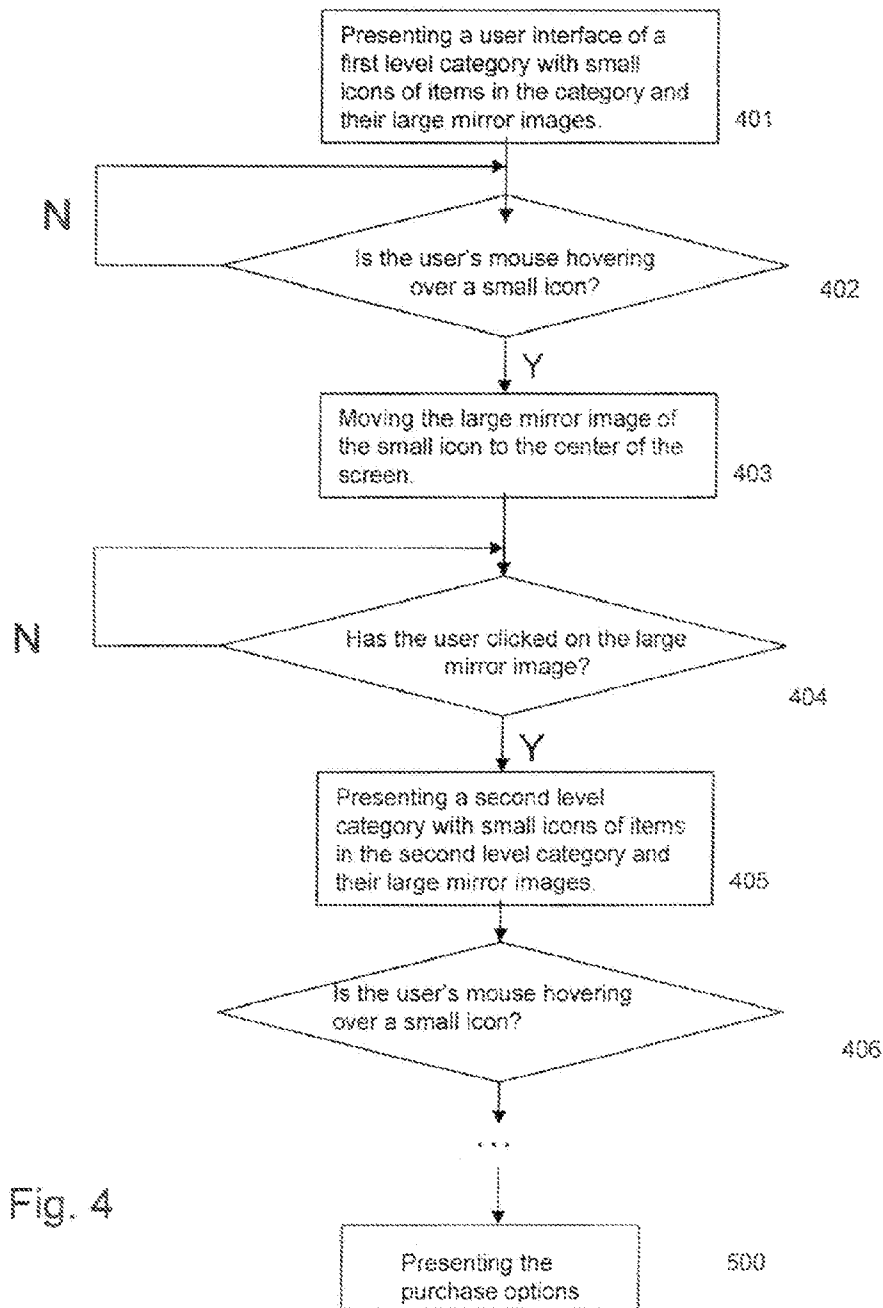 Presenting a user interface of a
first level category with small
icons of items in the category and
their large mirror images.
401
N
Is the user's mouse hovering
over a small icon?
402
Y
Moving the large mirror image of
the small icon to the center of the
screen.
403
N
Has the user clicked on the large
mirror image?
404
Y
Presenting a second level
category with small icons of items
in the second level category and
their large mirror images.
405
Is the user's mouse hovering
over a small icon?
406
...
Fig. 4
Presenting the
purchase options
500